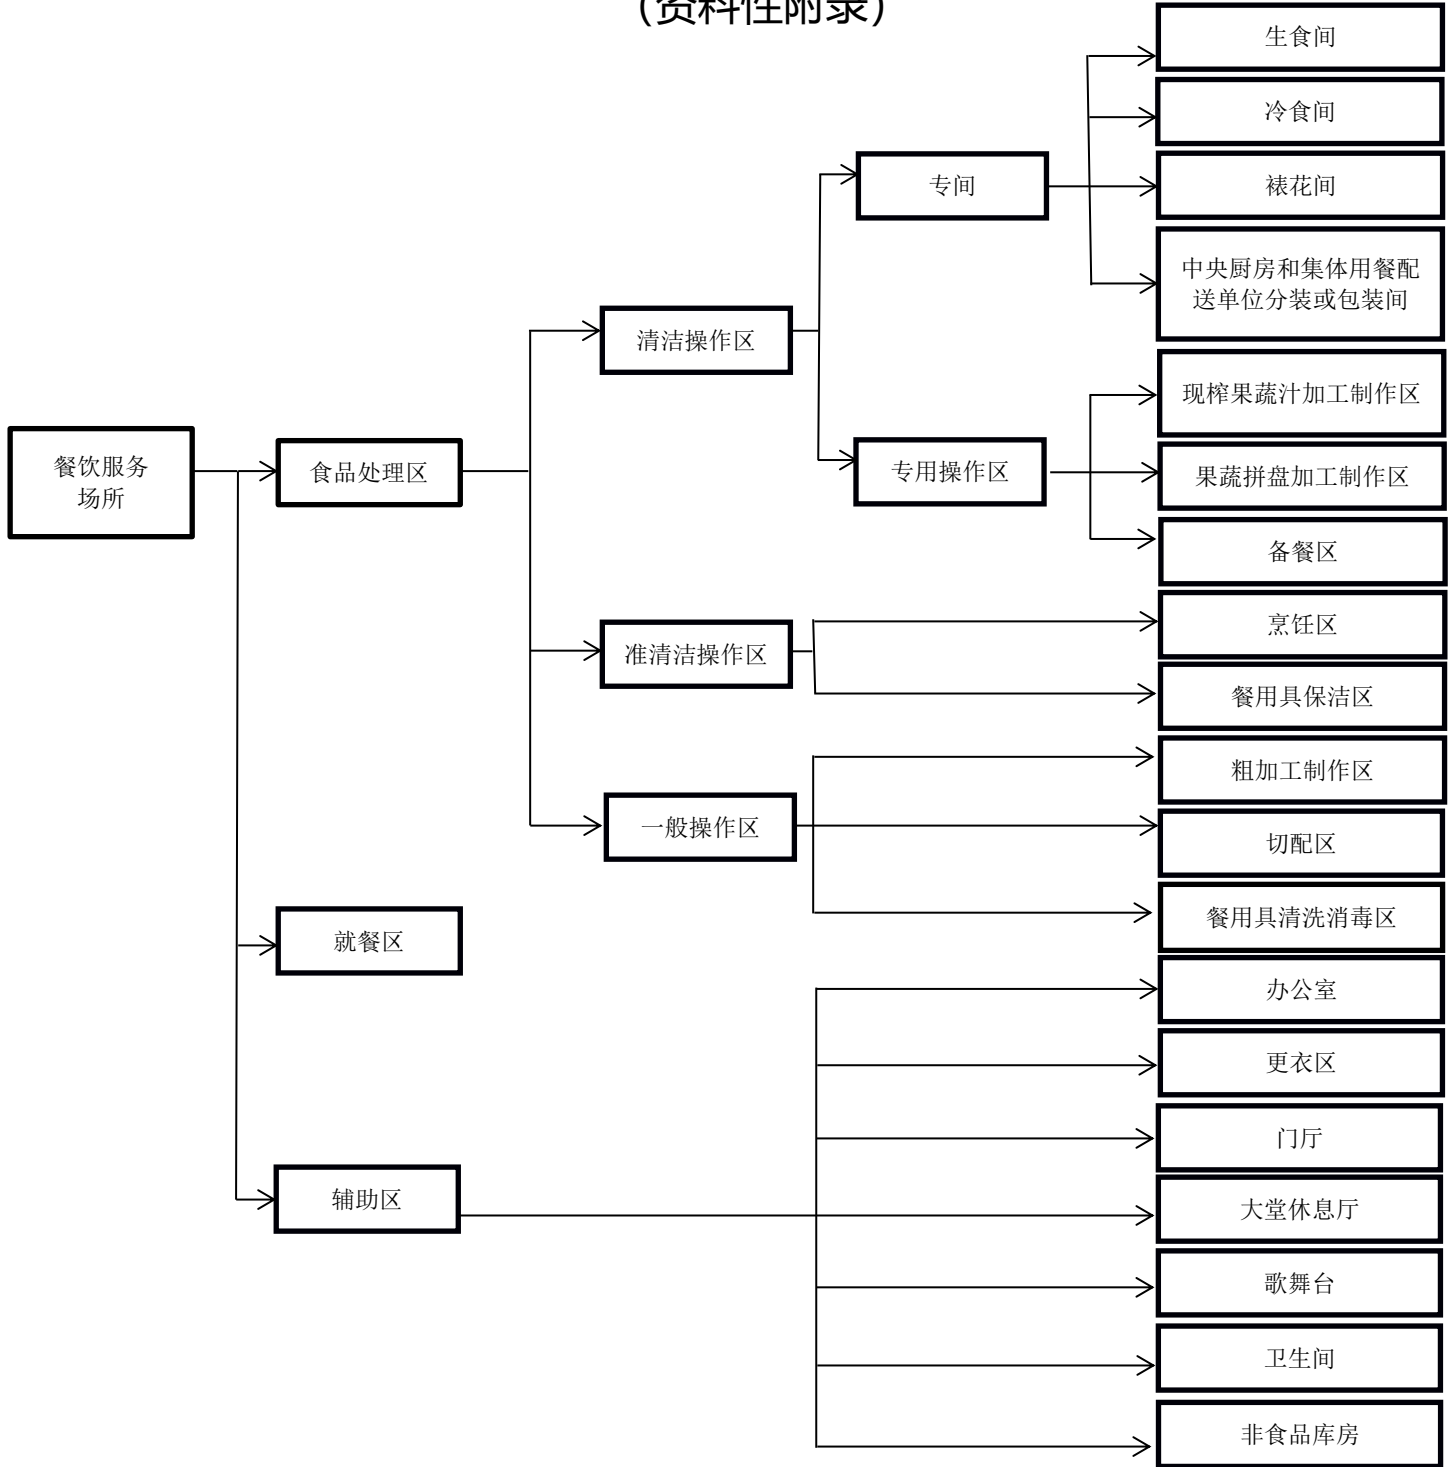 （资料性附录）
生食间
冷食间
专间
裱花间
中央厨房和集体用餐配
送单位分装或包装间
清洁操作区
现榨果蔬汁加工制作区
餐饮服务
场所
食品处理区
专用操作区
果蔬拼盘加工制作区
备餐区
烹饪区
准清洁操作区
餐用具保洁区
粗加工制作区
一般操作区
切配区
餐用具清洗消毒区
就餐区
办公室
更衣区
门厅
辅助区
大堂休息厅
歌舞台
卫生间
非食品库房